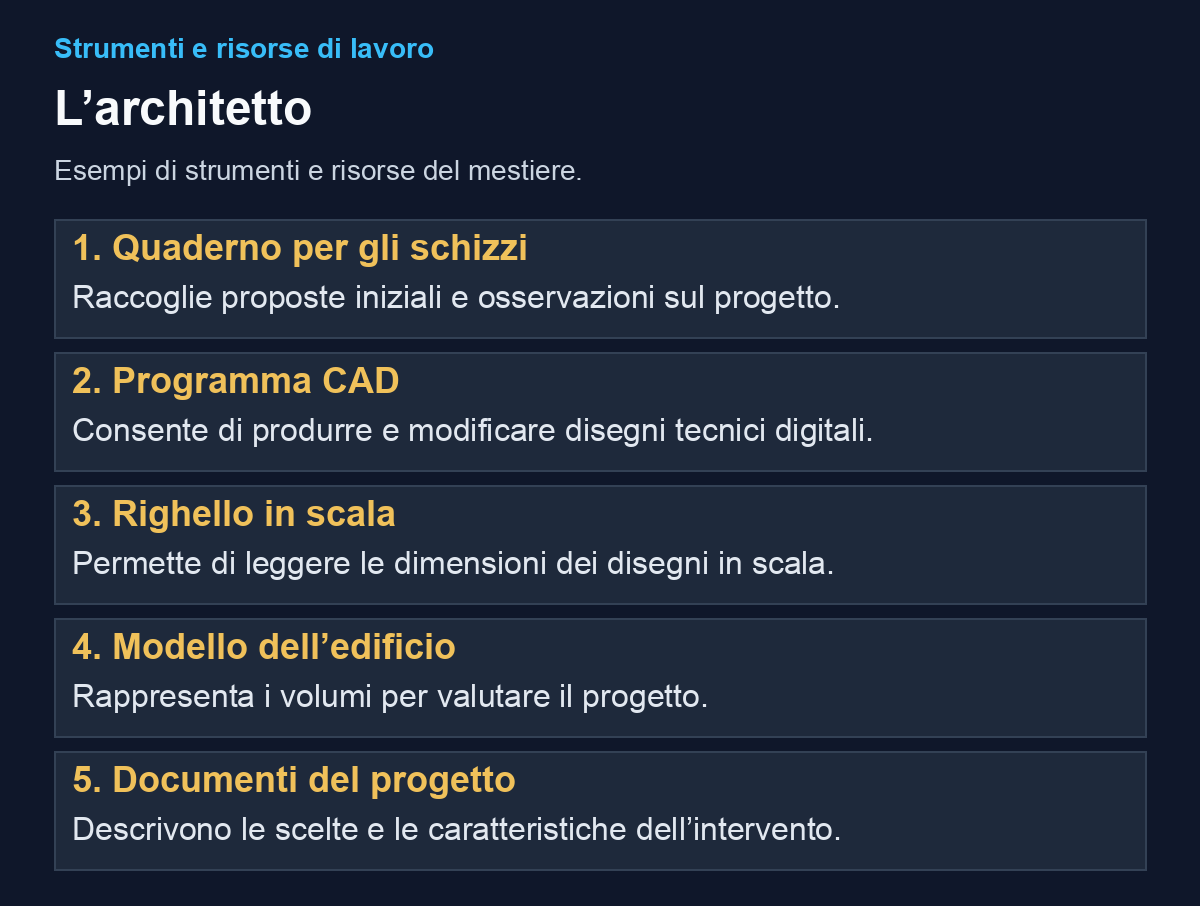 Strumenti e risorse di lavoro
L’architetto
Esempi di strumenti e risorse del mestiere.
1. Quaderno per gli schizzi
Raccoglie proposte iniziali e osservazioni sul progetto.
2. Programma CAD
Consente di produrre e modificare disegni tecnici digitali.
3. Righello in scala
Permette di leggere le dimensioni dei disegni in scala.
4. Modello dell’edificio
Rappresenta i volumi per valutare il progetto.
5. Documenti del progetto
Descrivono le scelte e le caratteristiche dell’intervento.